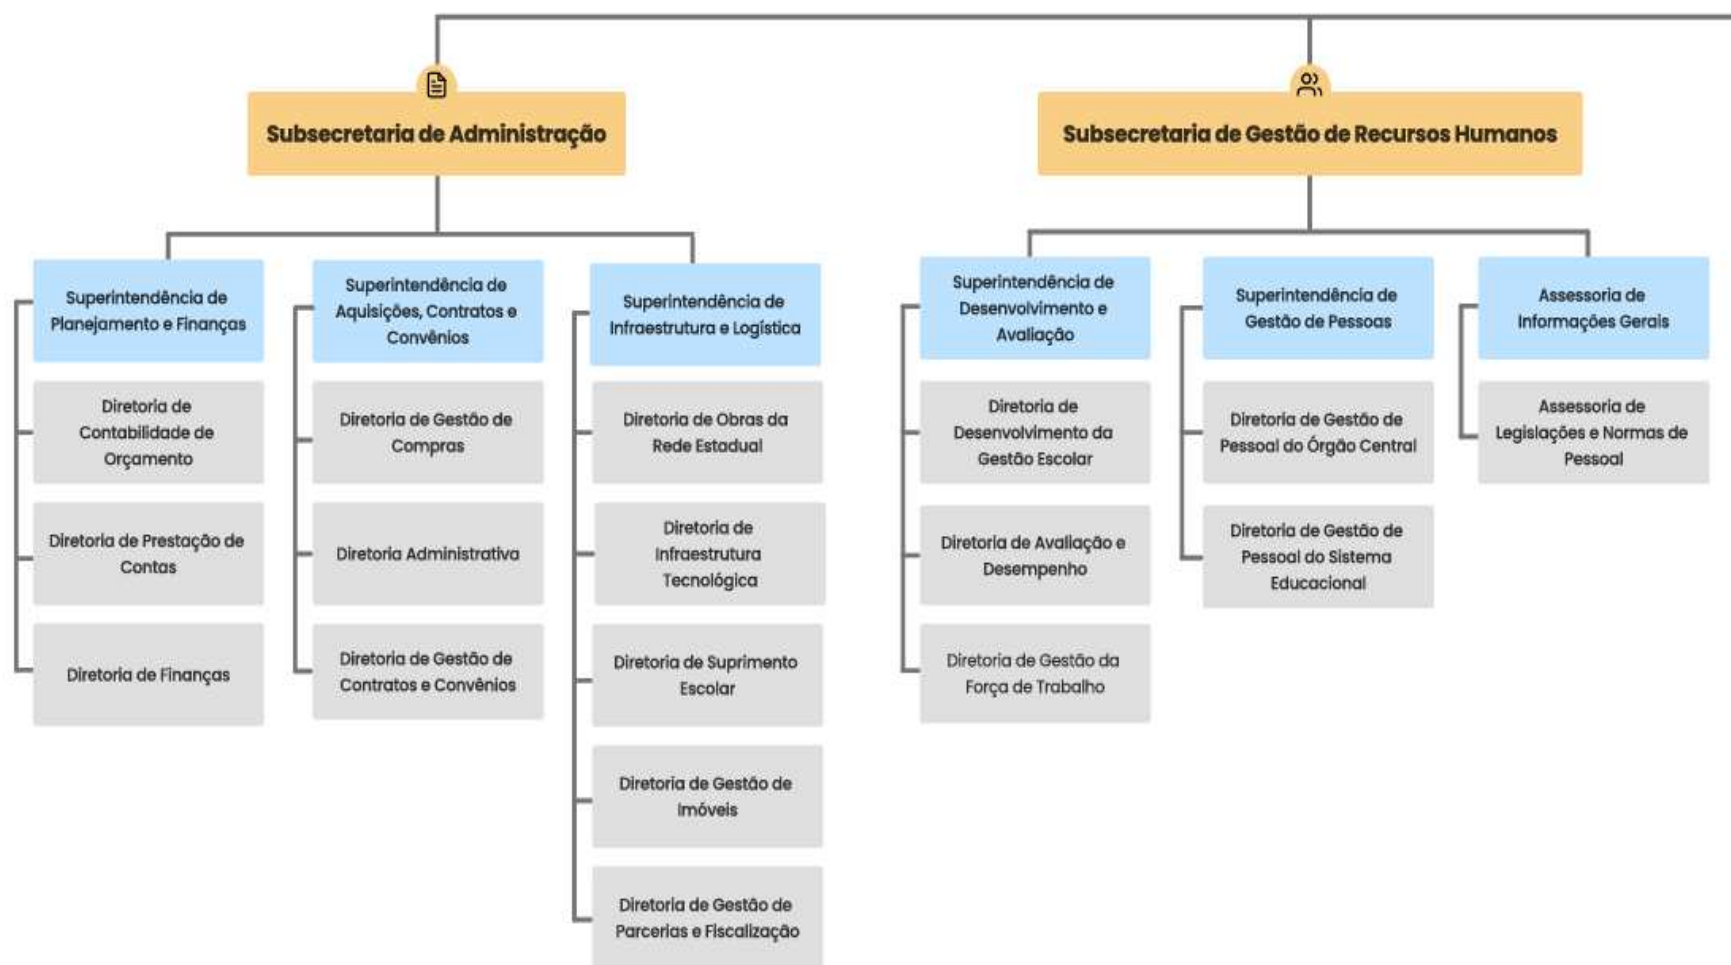 Subsecretaria de Administração
Superintendência de
Planejamento e Finanças
Diretoria de
Contabilidade de
Orçamento
Diretoria de Prestação de
Contas
Diretoria de Finanças
Superintendência de
Aquisições, Contratos e
Convênios
Diretoria de Gestão de
Compras
Diretoria Administrativa
Diretoria de Gestão de
Contratos e Convênios
Superintendência de
Infraestrutura e Logística
Diretoria de Obras da
Rede Estadual
Diretoria de
Infraestrutura
Tecnológica
Diretoria de Suprimento
Escolar
Diretoria de Gestão de
Imóveis
Diretoria de Gestão de
Parcerias e Fiscalização
Subsecretaria de Gestão de Recursos Humanos
Superintendência de
Desenvolvimento e
Avaliação
Diretoria de
Desenvolvimento da
Gestão Escolar
Diretoria de Avaliação e
Desempenho
Diretoria de Gestão da
Força de Trabalho
Superintendência de
Gestão de Pessoas
Diretoria de Gestão de
Pessoal do Órgão Central
Diretoria de Gestão de
Pessoal do Sistema
Educacional
Assessoria de
Informações Gerais
Assessoria de
Legislações e Normas de
Pessoal